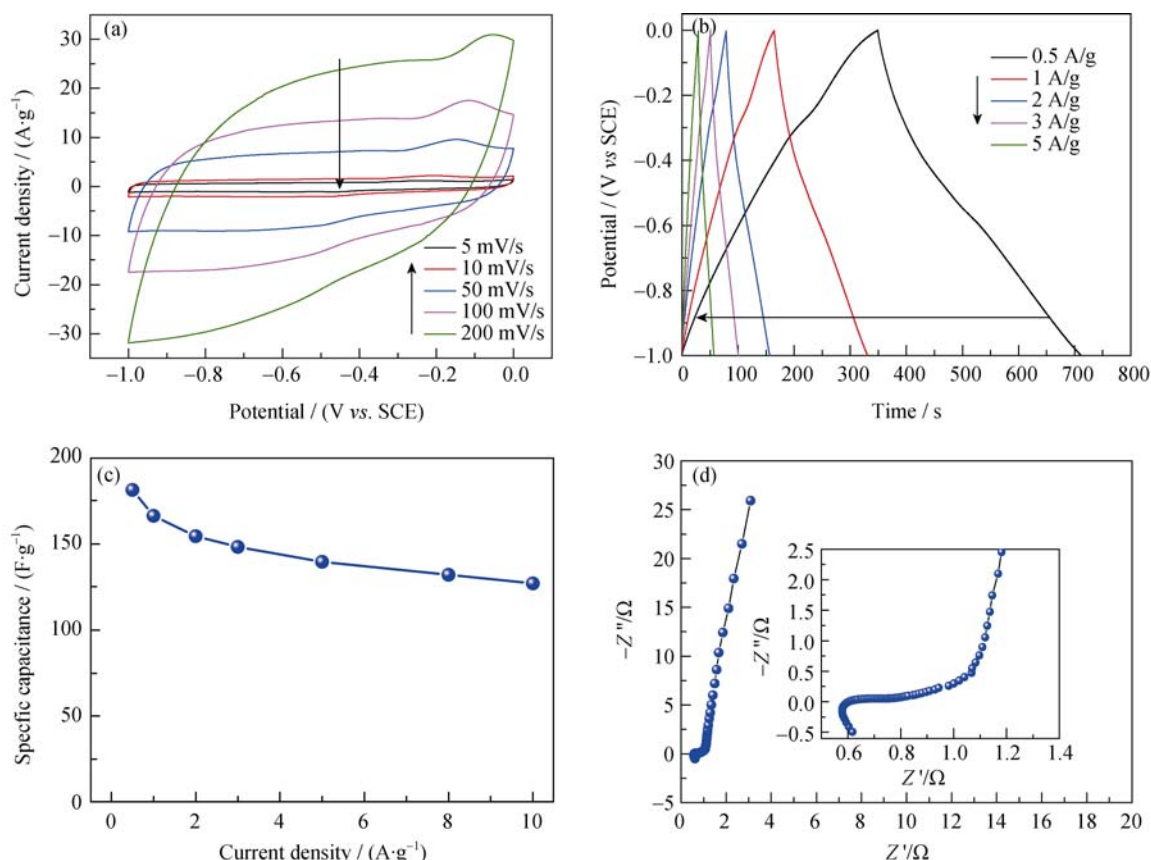 (a)
30
20
10
0
−10
−20
−30
Current density / (A·g⁻¹)
5 mV/s
10 mV/s
50 mV/s
100 mV/s
200 mV/s
−1.0 −0.8 −0.6 −0.4 −0.2 0.0
Potential / (V vs. SCE)
(b)
0.0
−0.2
−0.4
−0.6
−0.8
−1.0
Potential / (V vs SCE)
0.5 A/g
1 A/g
2 A/g
3 A/g
5 A/g
0 100 200 300 400 500 600 700 800
Time / s
(c)
200
150
100
50
0
Specfic capacitance / (F·g⁻¹)
0 2 4 6 8 10
Current density / (A·g⁻¹)
(d)
30
25
20
15
10
5
0
−5
−Z″/Ω
2.5
2.0
1.5
1.0
0.5
0.0
−0.5
−Z″/Ω
0.6 0.8 1.0 1.2 1.4
Z′/Ω
0 2 4 6 8 10 12 14 16 18 20
Z′/Ω